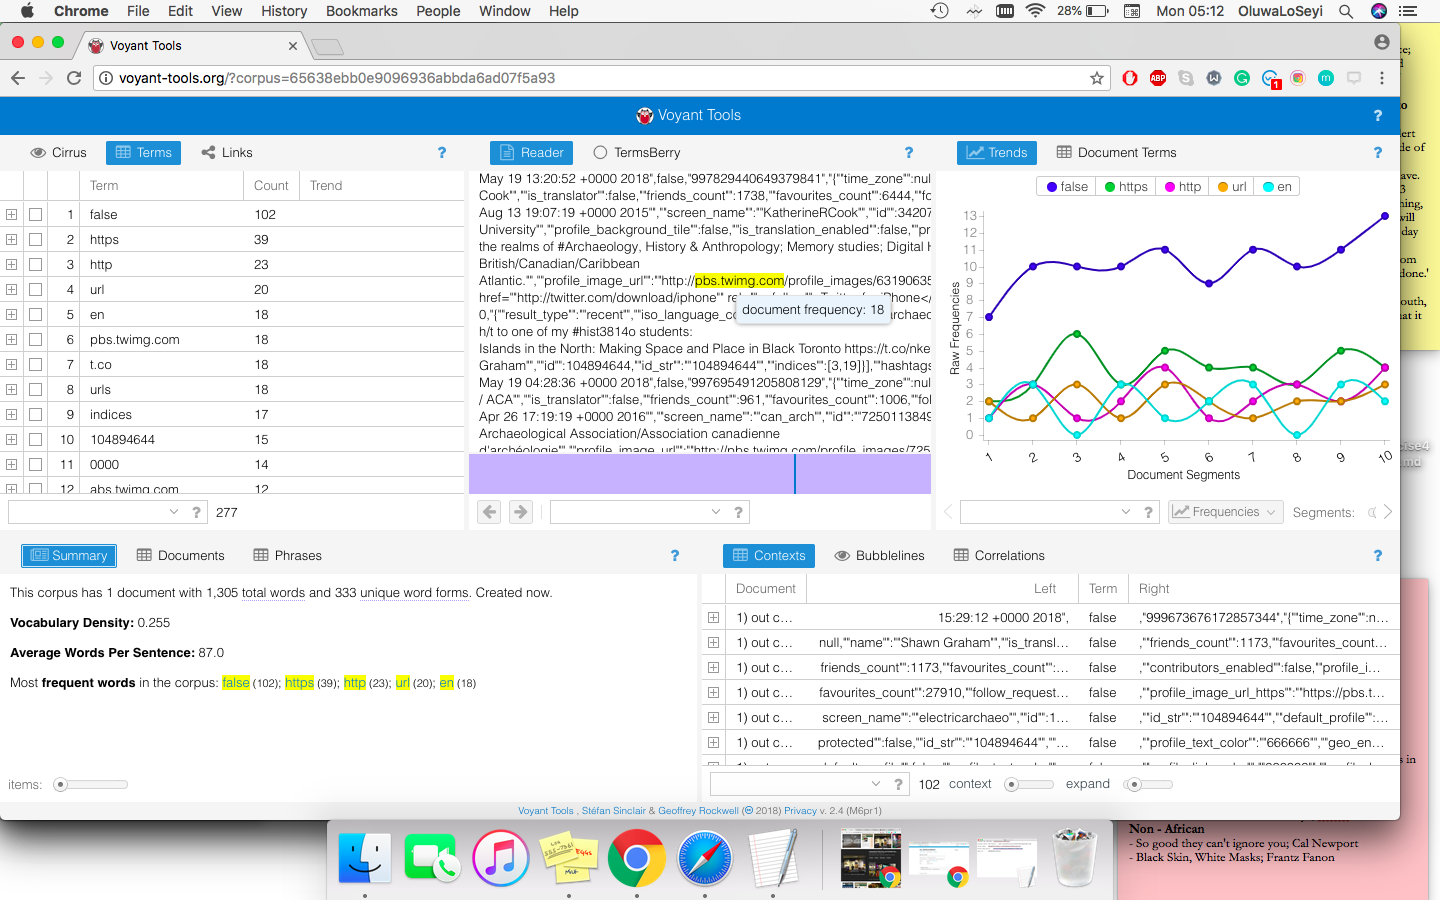 Chrome File Edit View History Bookmarks People Window Help 28% Mon 05:12 OluwaLoSeyi
Voyant Tools
voyant-tools.org/?corpus=65638ebb0e9096936abbda6ad07f5a93
Voyant Tools ?
Cirrus Terms Links ?
Term Count Trend
1 false 102
2 https 39
3 http 23
4 url 20
5 en 18
6 pbs.twimg.com 18
7 t.co 18
8 urls 18
9 indices 17
10 104894644 15
11 0000 14
12 abs.twimg.com 12
? 277
Reader TermsBerry ?
May 19 13:20:52 +0000 2018",false,"997829440649379841","{""time_zone"":nul
Cook"",""is_translator"":false,""friends_count"":1738,""favourites_count"":6444,""fo
Aug 13 19:07:19 +0000 2015"",""screen_name"":""KatherineRCook"",""id"":34207
University"",""profile_background_tile"":false,""is_translation_enabled"":false,""pr
the realms of #Archaeology, History & Anthropology; Memory studies; Digital H
British/Canadian/Caribbean
Atlantic."",""profile_image_url"":""http://pbs.twimg.com/profile_images/63190635
href=""http://twitter.com/download/iphone""
document frequency: 18
0,"{""result_type"":""recent"",""iso_language_co
h/t to one of my #hist3814o students:
Islands in the North: Making Space and Place in Black Toronto https://t.co/nke
Graham"",""id"":104894644,""id_str"":""104894644"",""indices"":[3,19]}],""hashtags
May 19 04:28:36 +0000 2018",false,"997695491205808129","{""time_zone"":nul
/ ACA"",""is_translator"":false,""friends_count"":961,""favourites_count"":1006,""fol
Apr 26 17:19:19 +0000 2016"",""screen_name"":""can_arch"",""id"":""7250113849
Archaeological Association/Association canadienne
d'archéologie"",""profile_image_url"":""http://pbs.twimg.com/profile_images/725
?
Trends Document Terms ?
false https http url en
13
12
11
10
9
8
7
6
5
4
3
2
1
0
Raw Frequencies
1 2 3 4 5 6 7 8 9 10
Document Segments
? Frequencies Segments:
Summary Documents Phrases ?
This corpus has 1 document with 1,305 total words and 333 unique word forms. Created now.
Vocabulary Density: 0.255
Average Words Per Sentence: 87.0
Most frequent words in the corpus: false (102); https (39); http (23); url (20); en (18)
items:
Contexts Bubblelines Correlations ?
Document Left Term Right
1) out c... 15:29:12 +0000 2018", false ,"999673676172857344","{""time_zone"":n...
1) out c... null,""name"":""Shawn Graham"",""is_transl... false ,""friends_count"":1173,""favourites_count...
1) out c... friends_count"":1173,""favourites_count"":... false ,""contributors_enabled"":false,""profile_i...
1) out c... favourites_count"":27910,""follow_request... false ,""profile_image_url_https"":""https://pbs.t...
1) out c... screen_name"":""electricarchaeo"",""id"":1... false ,""id_str"":""104894644"",""default_profile"":...
1) out c... protected"":false,""id_str"":""104894644"",""... false ,""profile_text_color"":""666666"",""geo_en...
? 102 context expand
Voyant Tools , Stéfan Sinclair & Geoffrey Rockwell (2018) Privacy v. 2.4 (M6pr1)
Non - African
- So good they can't ignore you; Cal Newport
- Black Skin, White Masks; Frantz Fanon